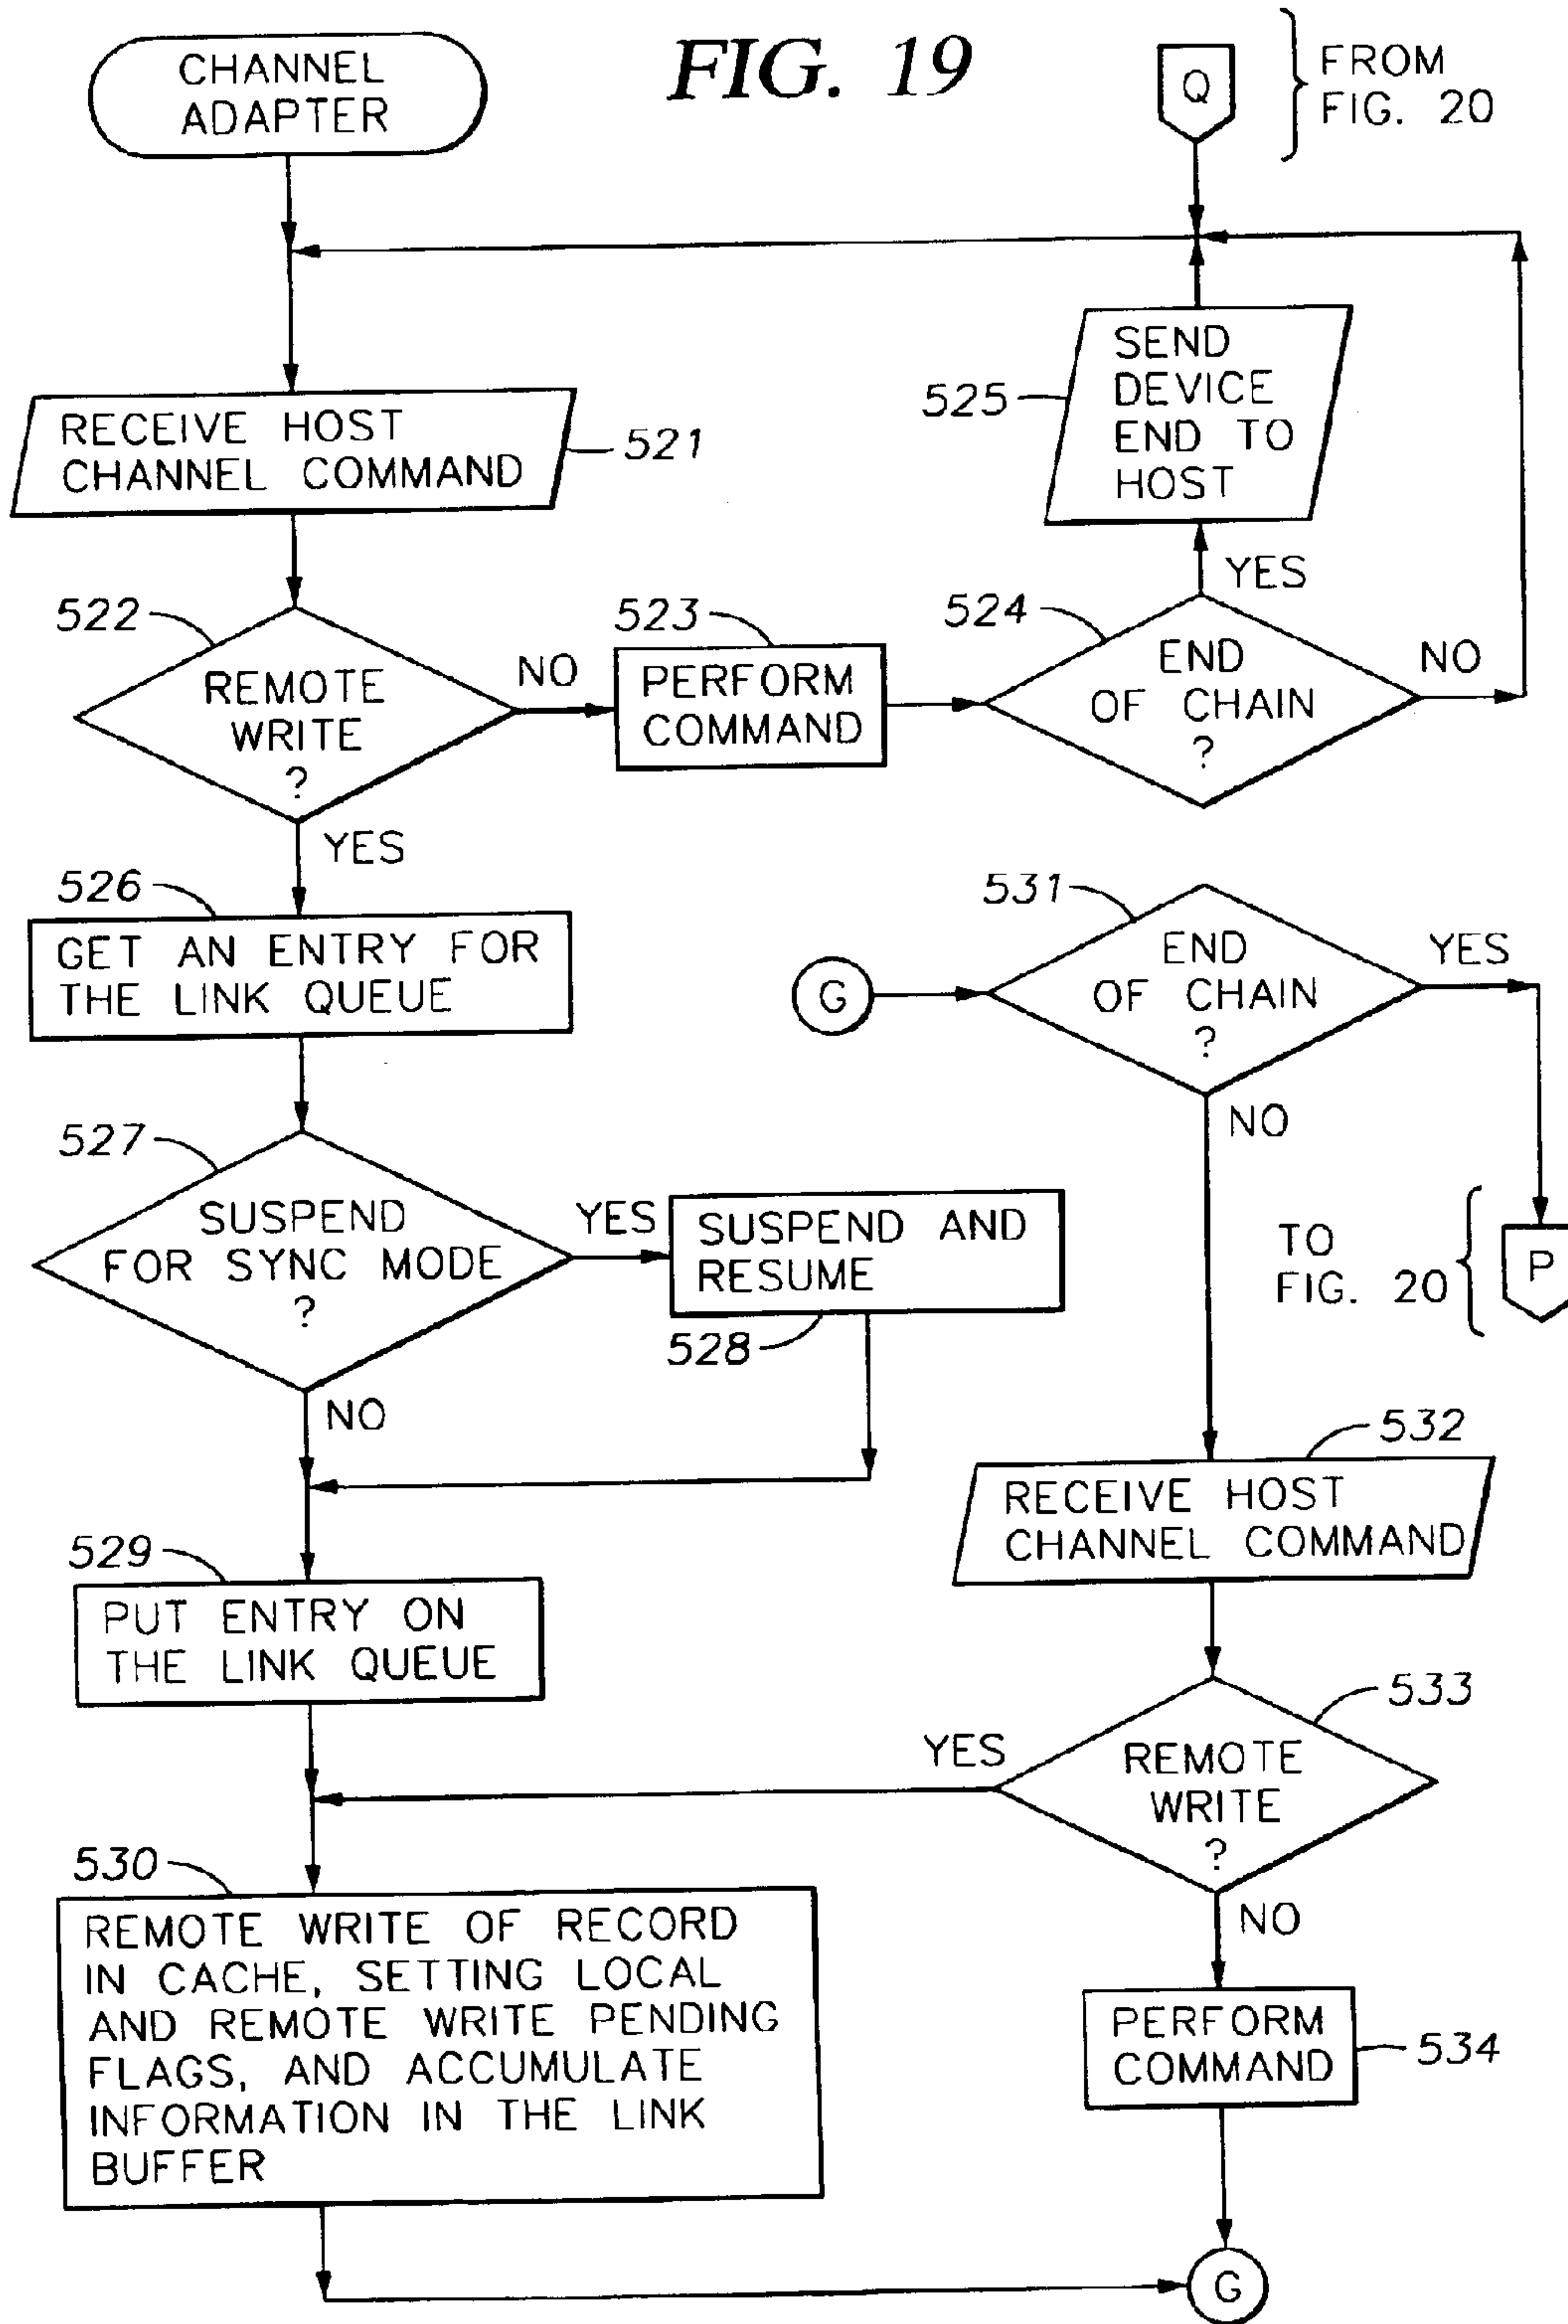 FIG. 19
CHANNEL
ADAPTER
Q
FROM
FIG. 20
RECEIVE HOST
CHANNEL COMMAND
521
SEND
DEVICE
END TO
HOST
525
522
REMOTE
WRITE
?
NO
YES
523
PERFORM
COMMAND
524
END
OF CHAIN
?
YES
NO
526
GET AN ENTRY FOR
THE LINK QUEUE
527
SUSPEND
FOR SYNC MODE
?
YES
NO
SUSPEND AND
RESUME
528
529
PUT ENTRY ON
THE LINK QUEUE
530
REMOTE WRITE OF RECORD
IN CACHE, SETTING LOCAL
AND REMOTE WRITE PENDING
FLAGS, AND ACCUMULATE
INFORMATION IN THE LINK
BUFFER
G
531
END
OF CHAIN
?
YES
NO
TO
FIG. 20
P
532
RECEIVE HOST
CHANNEL COMMAND
533
REMOTE
WRITE
?
YES
NO
PERFORM
COMMAND
534
G